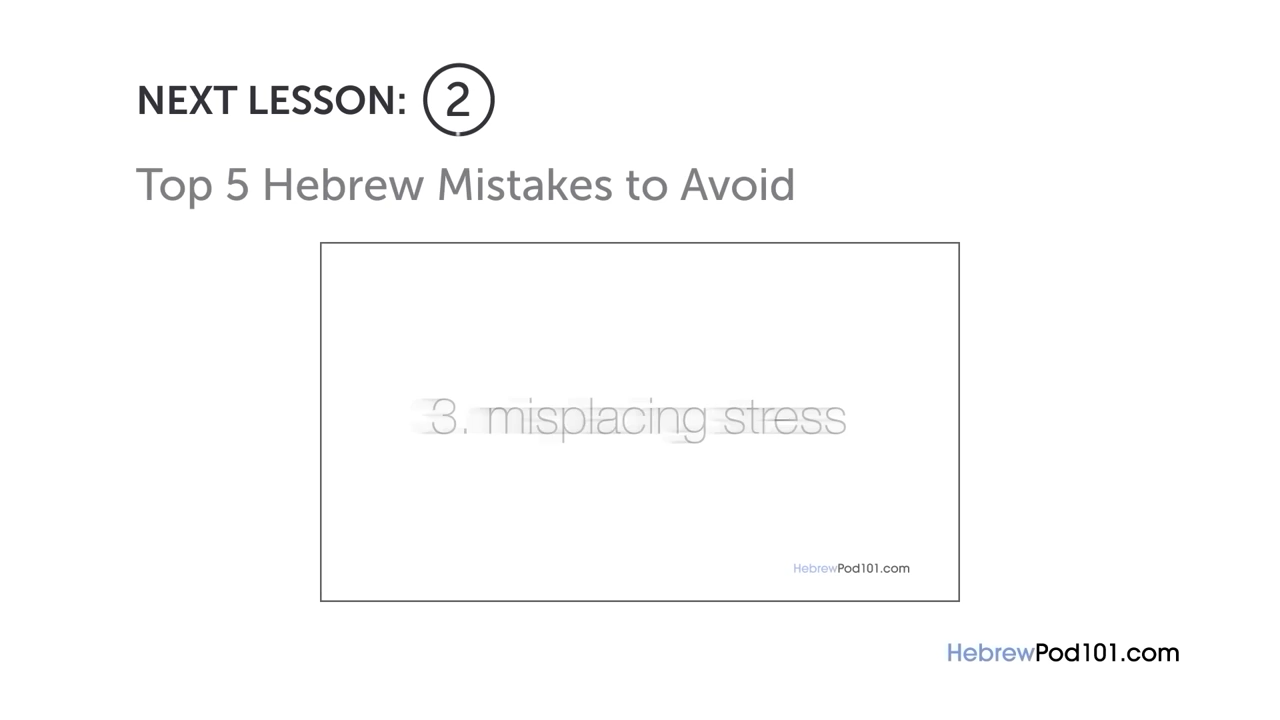 NEXT LESSON: 2
Top 5 Hebrew Mistakes to Avoid
3. misplacing stress
HebrewPod101.com
HebrewPod101.com